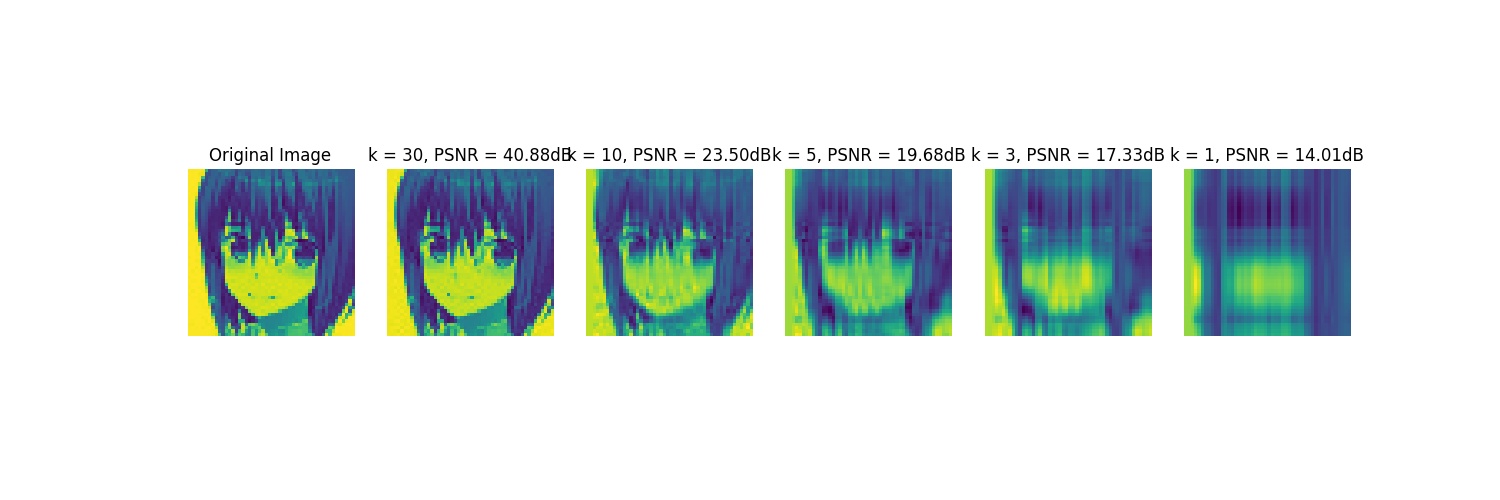 Original Image
k = 30, PSNR = 40.88dB
k = 10, PSNR = 23.50dB
k = 5, PSNR = 19.68dB
k = 3, PSNR = 17.33dB
k = 1, PSNR = 14.01dB